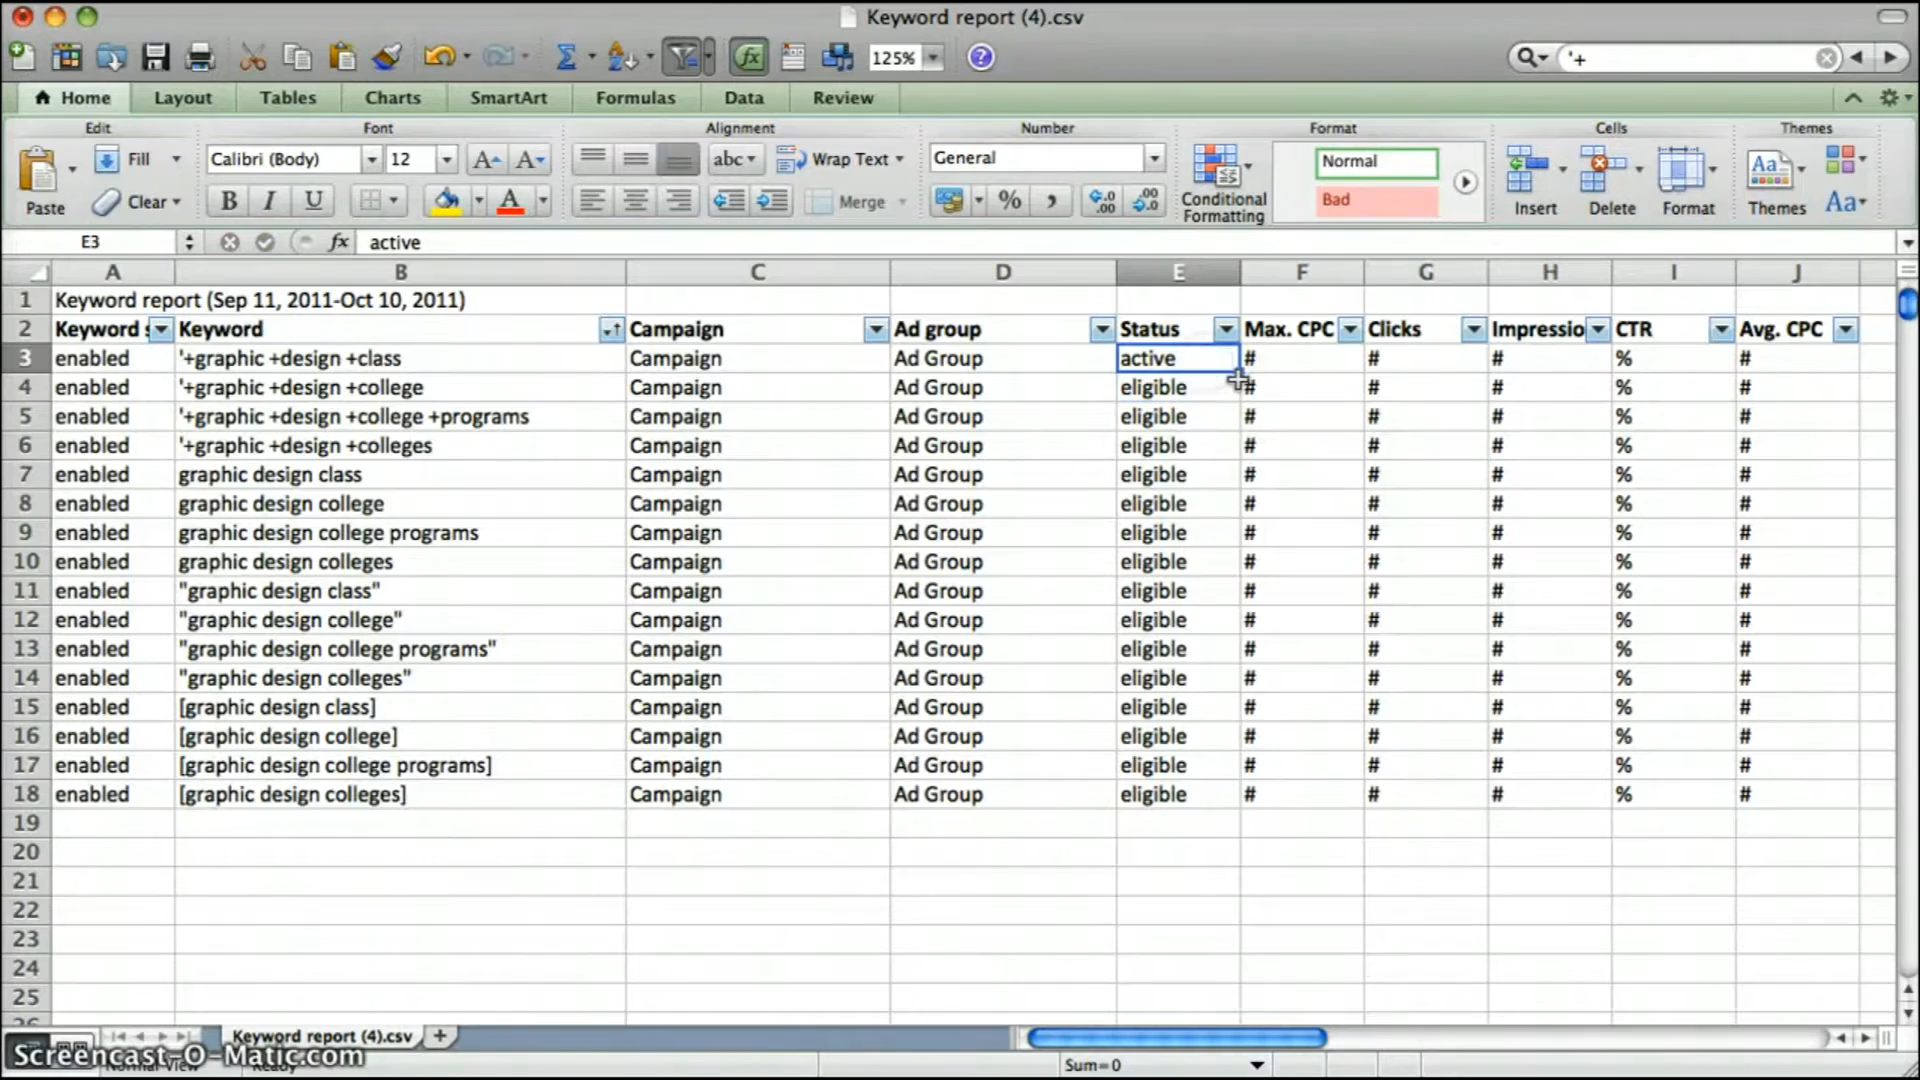 Keyword report (4).csv
125%
'+
Home Layout Tables Charts SmartArt Formulas Data Review
Edit Font Alignment Number Format Cells Themes
Fill Calibri (Body) 12 abc Wrap Text General Normal
Paste Clear B I U A Merge % Conditional Formatting Bad Insert Delete Format Themes Aa
E3 fx active
A B C D E F G H I J
1 Keyword report (Sep 11, 2011-Oct 10, 2011)
2 Keyword s Keyword Campaign Ad group Status Max. CPC Clicks Impressio CTR Avg. CPC
3 enabled '+graphic +design +class Campaign Ad Group active # # # % #
4 enabled '+graphic +design +college Campaign Ad Group eligible # # # % #
5 enabled '+graphic +design +college +programs Campaign Ad Group eligible # # # % #
6 enabled '+graphic +design +colleges Campaign Ad Group eligible # # # % #
7 enabled graphic design class Campaign Ad Group eligible # # # % #
8 enabled graphic design college Campaign Ad Group eligible # # # % #
9 enabled graphic design college programs Campaign Ad Group eligible # # # % #
10 enabled graphic design colleges Campaign Ad Group eligible # # # % #
11 enabled "graphic design class" Campaign Ad Group eligible # # # % #
12 enabled "graphic design college" Campaign Ad Group eligible # # # % #
13 enabled "graphic design college programs" Campaign Ad Group eligible # # # % #
14 enabled "graphic design colleges" Campaign Ad Group eligible # # # % #
15 enabled [graphic design class] Campaign Ad Group eligible # # # % #
16 enabled [graphic design college] Campaign Ad Group eligible # # # % #
17 enabled [graphic design college programs] Campaign Ad Group eligible # # # % #
18 enabled [graphic design colleges] Campaign Ad Group eligible # # # % #
19
20
21
22
23
24
25
Keyword report (4).csv
Screencast-O-Matic.com
Normal View Ready Sum=0